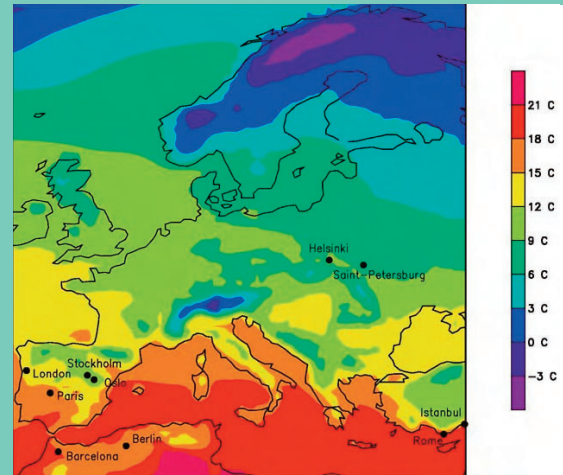 21 C
18 C
15 C
12 C
9 C
6 C
3 C
0 C
-3 C
Helsinki
Saint-Petersburg
Stockholm
London
Oslo
Paris
Istanbul
Rome
Berlin
Barcelona